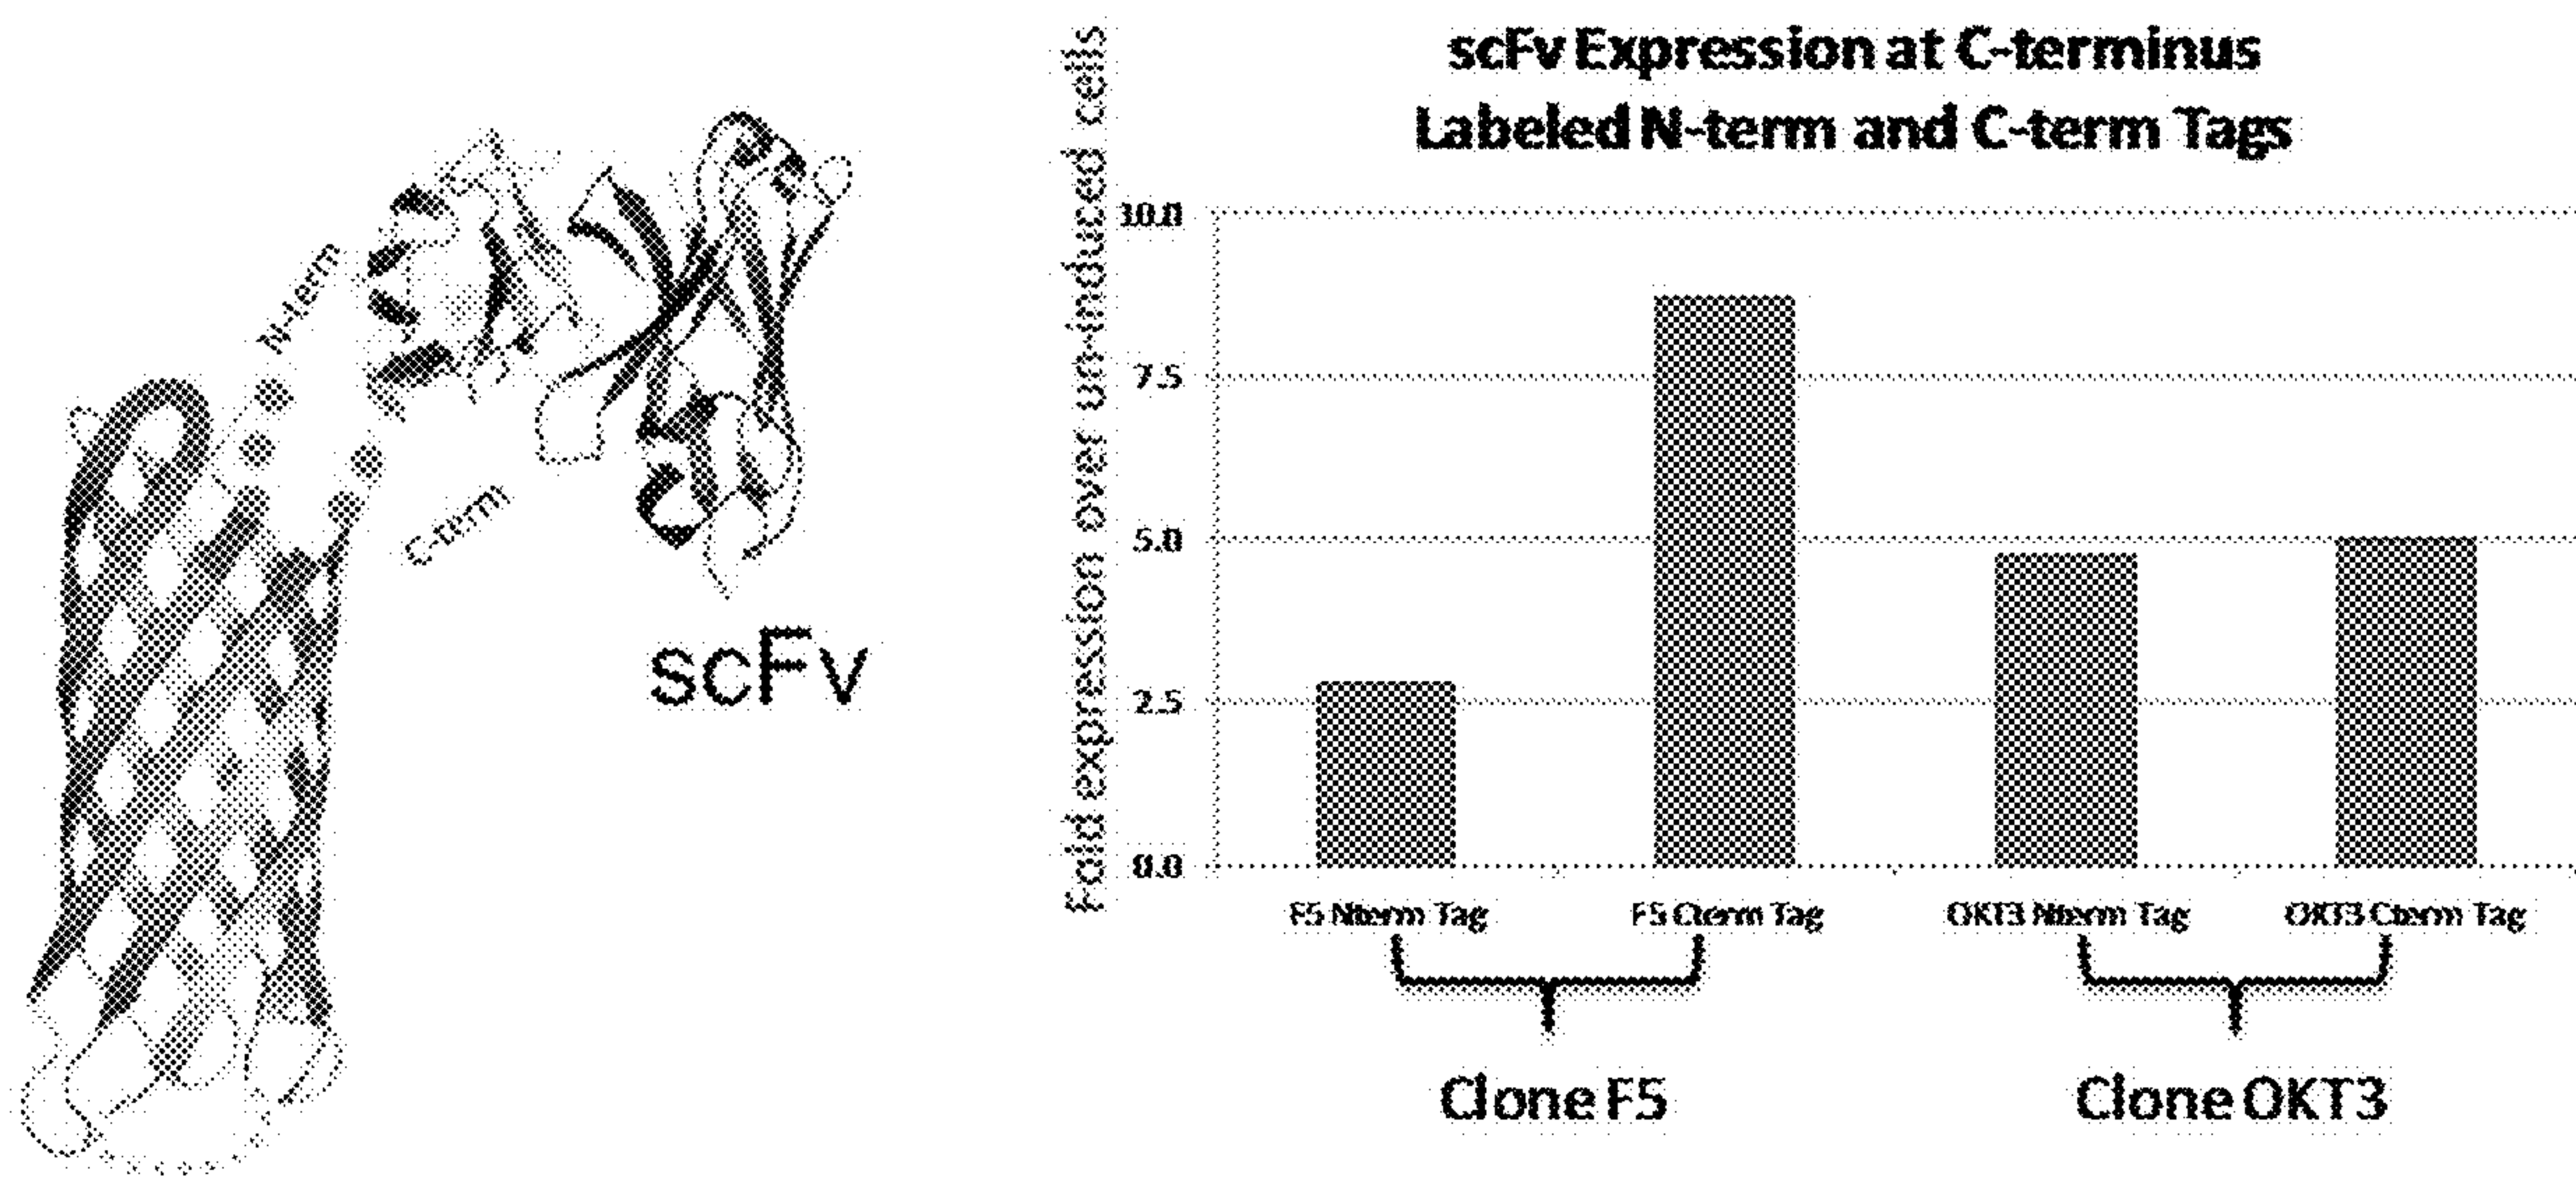 N-term
C-term
scFv
scFv Expression at C-terminus
Labeled N-term and C-term Tags
Fold expression over un-induced cells
10.0
7.5
5.0
2.5
0.0
F5 Nterm Tag
F5 Cterm Tag
OKT3 Nterm Tag
OKT3 Cterm Tag
Clone F5
Clone OKT3